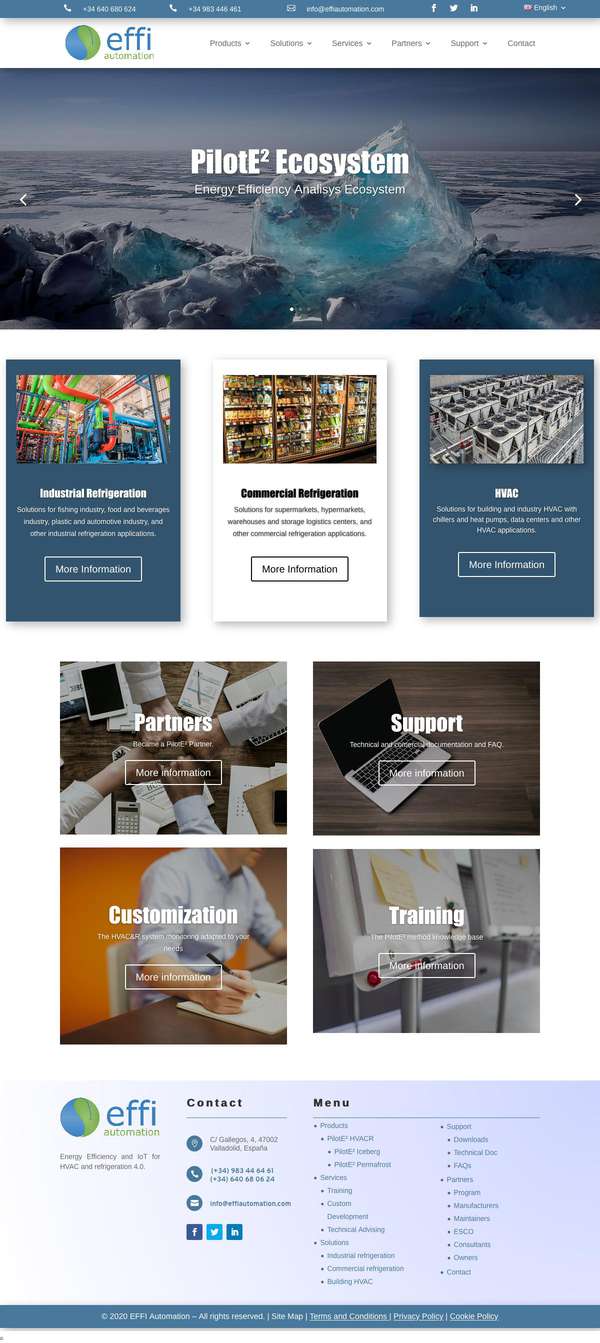 +34 640 680 624 +34 983 446 461 info@effiautomation.com English
effi
automation
Products Solutions Services Partners Support Contact
PilotE² Ecosystem
Energy Efficiency Analisys Ecosystem
Industrial Refrigeration
Solutions for fishing industry, food and beverages
industry, plastic and automotive industry, and
other industrial refrigeration applications.
More Information
Commercial Refrigeration
Solutions for supermarkets, hypermarkets,
warehouses and storage logistics centers, and
other commercial refrigeration applications.
More Information
HVAC
Solutions for building and industry HVAC with
chillers and heat pumps, data centers and other
HVAC applications.
More Information
Partners
Became a PilotE² Partner.
More information
Support
Technical and comercial documentation and FAQ.
More information
Customization
The HVAC&R system monitoring adapted to your
needs
More information
Training
The PilotE² method knowledge base
More information
effi
automation
Energy Efficiency and IoT for
HVAC and refrigeration 4.0.
Contact
C/ Gallegos, 4, 47002
Valladolid, España
(+34) 983 44 64 61
(+34) 640 68 06 24
info@effiautomation.com
Menu
Products
PilotE² HVACR
PilotE² Iceberg
PilotE² Permafrost
Services
Training
Custom
Development
Technical Advising
Solutions
Industrial refrigeration
Commercial refrigeration
Building HVAC
Support
Downloads
Technical Doc
FAQs
Partners
Program
Manufacturers
Maintainers
ESCO
Consultants
Owners
Contact
© 2020 EFFI Automation – All rights reserved. | Site Map | Terms and Conditions | Privacy Policy | Cookie Policy